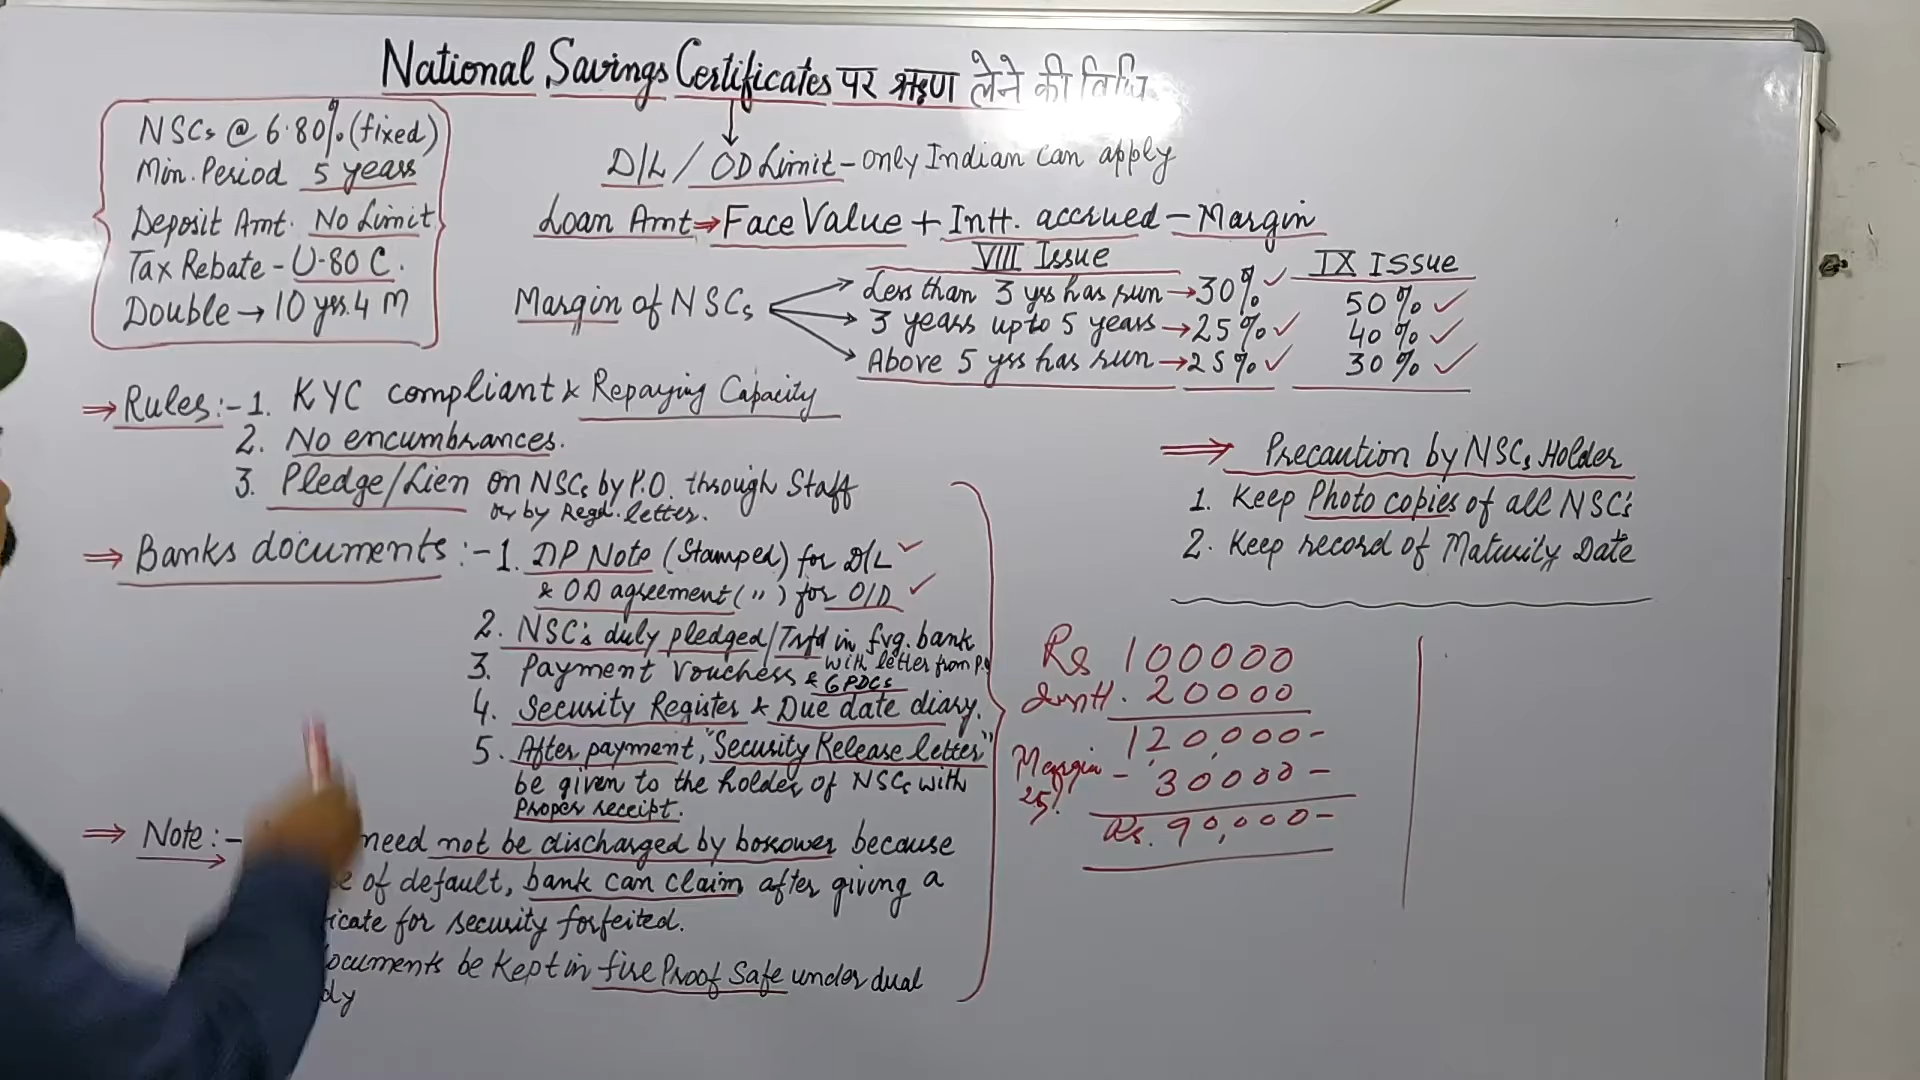 National Savings Certificates पर ऋण लेने की विधि
NSCs @ 6.80% (fixed)
Min. Period 5 years
Deposit Amt. No Limit
Tax Rebate - U-80 C.
Double → 10 yrs. 4 M
D/L / OD Limit - only Indian can apply
Loan Amt ⇒ Face Value + Intt. accrued - Margin
VIII Issue IX Issue
Margin of NSCs
Less than 3 yrs has run → 30% ✓ 50% ✓
3 years upto 5 years → 25% ✓ 40% ✓
Above 5 yrs has run → 25% ✓ 30% ✓
⇒ Rules :- 1. KYC compliant & Repaying Capacity
2. No encumbrances.
3. Pledge/Lien on NSCs by P.O. through Staff
or by Regd. letter.
⇒ Banks documents :- 1. DP Note (Stamped) for D/L ✓
& OD agreement ( " ) for O/D ✓
2. NSC's duly pledged/Trfd in fvg. bank
with letter from P.O
3. Payment Vouchers & 6 PDCs
4. Security Register & Due date diary.
5. After payment, "Security Release letter"
be given to the holder of NSCs with
Proper receipt.
⇒ Note :- need not be discharged by borrower because
of default, bank can claim after giving a
icate for security forfeited.
ocuments be kept in fire Proof Safe under dual
dy
⇒ Precaution by NSCs Holder
1. Keep Photo copies of all NSC's
2. Keep record of Maturity Date
Rs 100000
Intt. 20000
120,000-
Margin - 30000-
25%
Rs. 90,000-